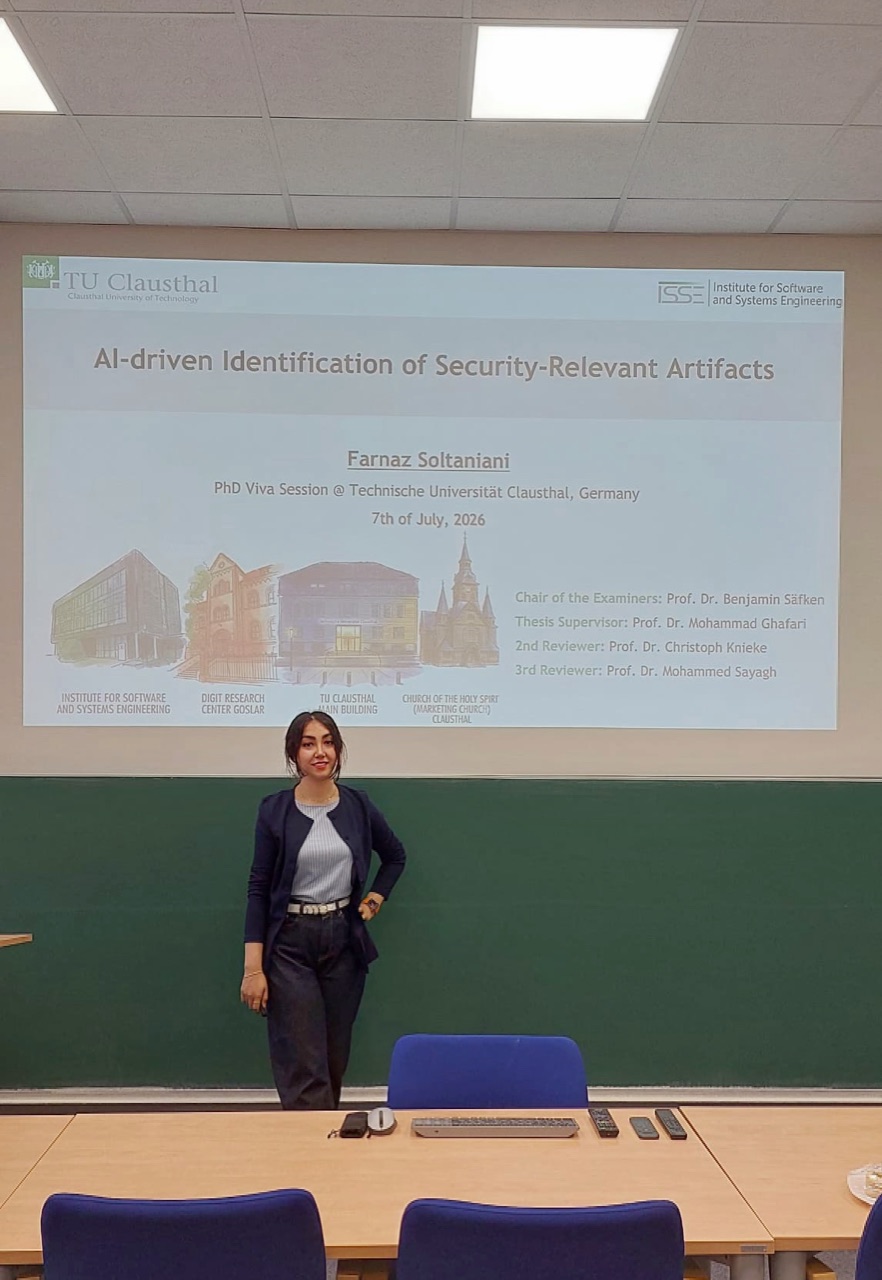 TU Clausthal
Clausthal University of Technology
ISSE
Institute for Software
and Systems Engineering
AI-driven Identification of Security-Relevant Artifacts
Farnaz Soltaniani
PhD Viva Session @ Technische Universität Clausthal, Germany
7th of July, 2026
Chair of the Examiners: Prof. Dr. Benjamin Säfken
Thesis Supervisor: Prof. Dr. Mohammad Ghafari
2nd Reviewer: Prof. Dr. Christoph Knieke
3rd Reviewer: Prof. Dr. Mohammed Sayagh
INSTITUTE FOR SOFTWARE
AND SYSTEMS ENGINEERING
DIGIT RESEARCH
CENTER GOSLAR
TU CLAUSTHAL
MAIN BUILDING
CHURCH OF THE HOLY SPIRIT
(MARKETING CHURCH)
CLAUSTHAL